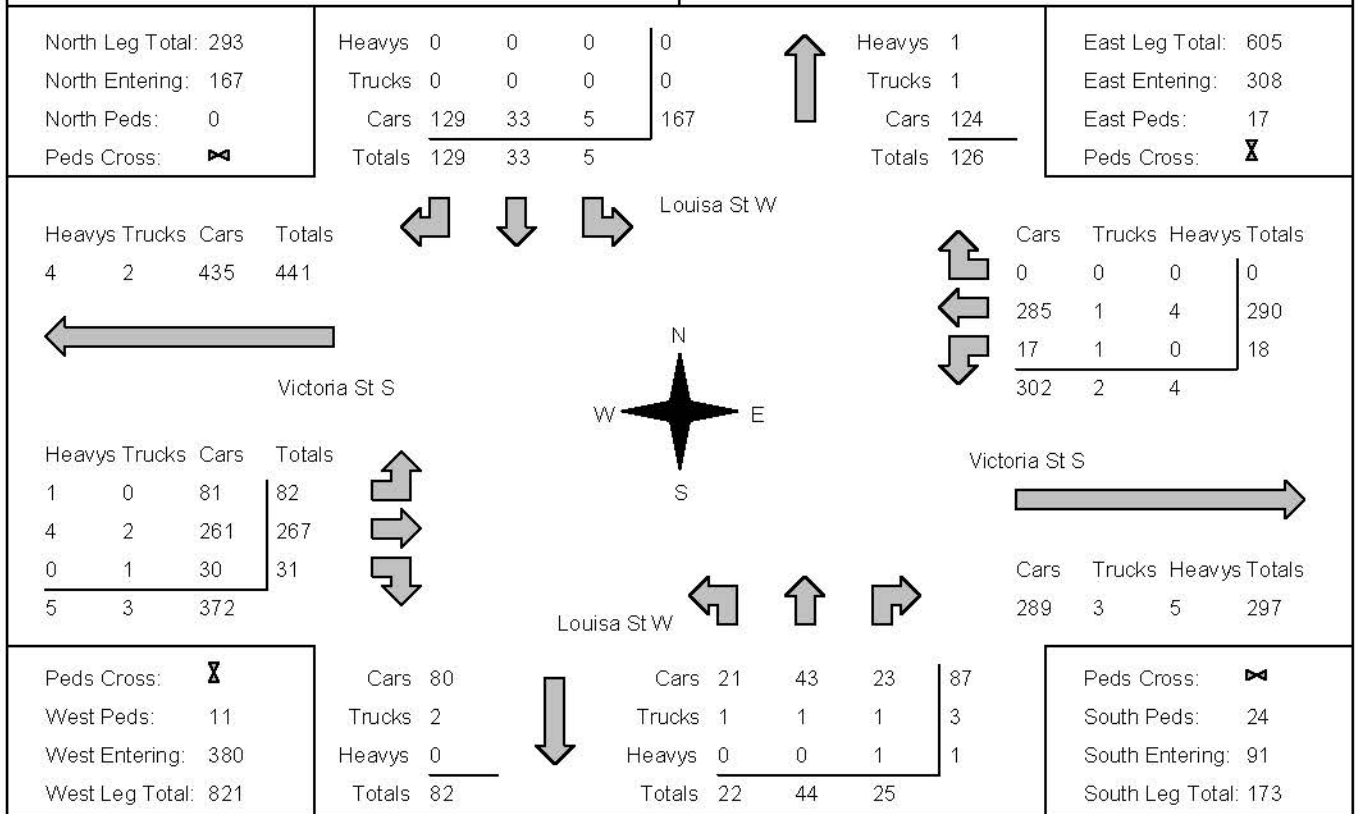 North Leg Total: 293
North Entering: 167
North Peds: 0
Peds Cross:
Heavys 0 0 0 0
Trucks 0 0 0 0
Cars 129 33 5 167
Totals 129 33 5
Heavys 1
Trucks 1
Cars 124
Totals 126
East Leg Total: 605
East Entering: 308
East Peds: 17
Peds Cross:
Louisa St W
Heavys Trucks Cars Totals
4 2 435 441
Cars Trucks Heavys Totals
0 0 0 0
285 1 4 290
17 1 0 18
302 2 4
Victoria St S
N
W E
S
Heavys Trucks Cars Totals
1 0 81 82
4 2 261 267
0 1 30 31
5 3 372
Victoria St S
Cars Trucks Heavys Totals
289 3 5 297
Louisa St W
Peds Cross:
West Peds: 11
West Entering: 380
West Leg Total: 821
Cars 80
Trucks 2
Heavys 0
Totals 82
Cars 21 43 23 87
Trucks 1 1 1 3
Heavys 0 0 1 1
Totals 22 44 25
Peds Cross:
South Peds: 24
South Entering: 91
South Leg Total: 173